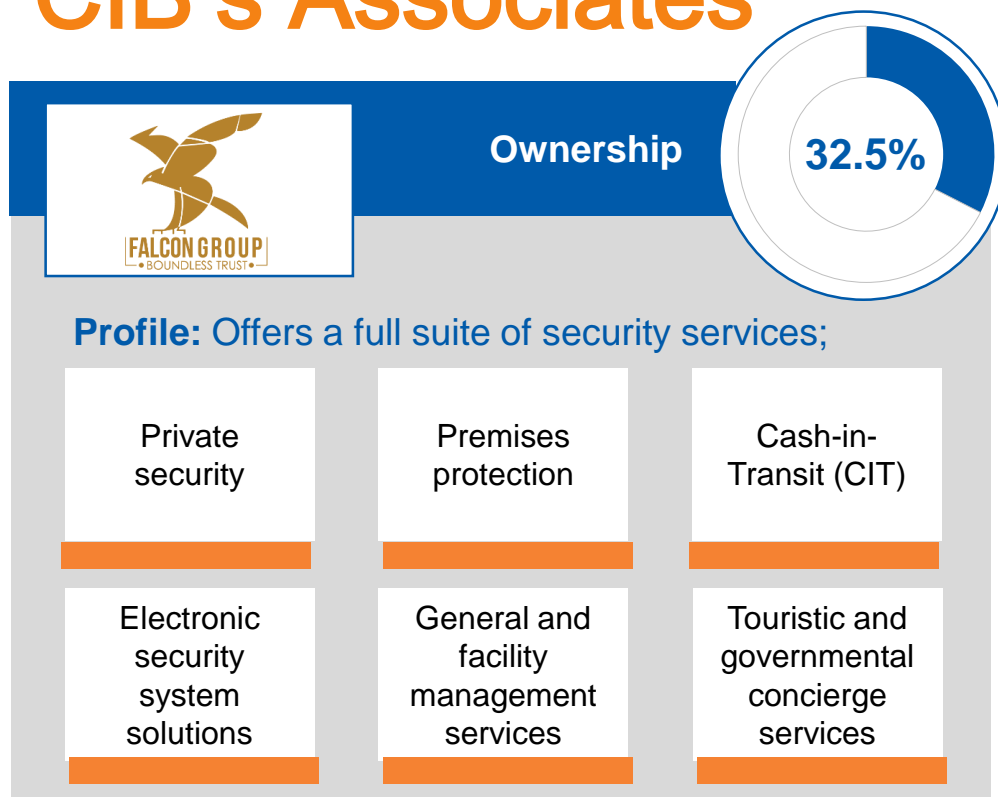 CIB's Associates
Ownership
32.5%
FALCON GROUP
•BOUNDLESS TRUST•
Profile: Offers a full suite of security services;
Private
security
Premises
protection
Cash-in-
Transit (CIT)
Electronic
security
system
solutions
General and
facility
management
services
Touristic and
governmental
concierge
services